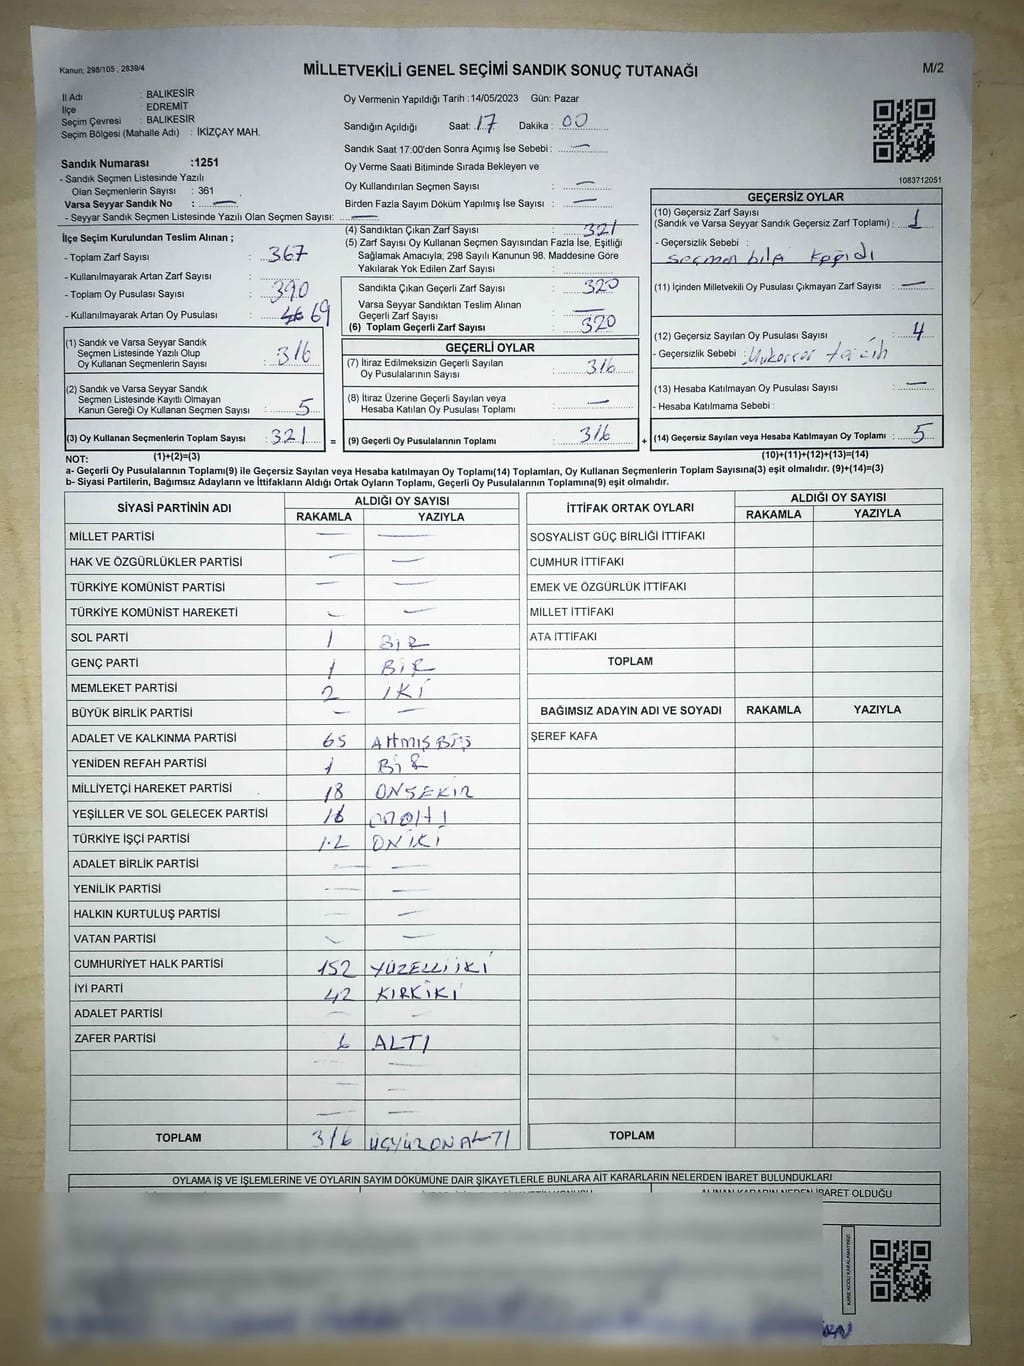 Kanun: 298/105 , 2839/4
MİLLETVEKİLİ GENEL SEÇİMİ SANDIK SONUÇ TUTANAĞI
M/2
İl Adı : BALIKESİR
İlçe : EDREMİT
Seçim Çevresi : BALIKESİR
Seçim Bölgesi (Mahalle Adı) : İKİZÇAY MAH.
Sandık Numarası :1251
- Sandık Seçmen Listesinde Yazılı
Olan Seçmenlerin Sayısı : 361
Varsa Seyyar Sandık No : —
- Seyyar Sandık Seçmen Listesinde Yazılı Olan Seçmen Sayısı: —
Oy Vermenin Yapıldığı Tarih :14/05/2023 Gün: Pazar
Sandığın Açıldığı Saat: 17 Dakika : 00
Sandık Saat 17:00'den Sonra Açımış İse Sebebi : —
Oy Verme Saati Bitiminde Sırada Bekleyen ve
Oy Kullandırılan Seçmen Sayısı : —
Birden Fazla Sayım Döküm Yapılmış İse Sayısı : —
1083712051
İlçe Seçim Kurulundan Teslim Alınan ;
- Toplam Zarf Sayısı : 367
- Kullanılmayarak Artan Zarf Sayısı :
- Toplam Oy Pusulası Sayısı : 390
- Kullanılmayarak Artan Oy Pusulası : 69
(1) Sandık ve Varsa Seyyar Sandık
Seçmen Listesinde Yazılı Olup
Oy Kullanan Seçmenlerin Sayısı : 316
(2) Sandık ve Varsa Seyyar Sandık
Seçmen Listesinde Kayıtlı Olmayan
Kanun Gereği Oy Kullanan Seçmen Sayısı : 5
(3) Oy Kullanan Seçmenlerin Toplam Sayısı : 321 =
(4) Sandıktan Çıkan Zarf Sayısı : 321
(5) Zarf Sayısı Oy Kullanan Seçmen Sayısından Fazla İse, Eşitliği
Sağlamak Amacıyla; 298 Sayılı Kanunun 98. Maddesine Göre
Yakılarak Yok Edilen Zarf Sayısı :
Sandıkta Çıkan Geçerli Zarf Sayısı : 320
Varsa Seyyar Sandıktan Teslim Alınan
Geçerli Zarf Sayısı : —
(6) Toplam Geçerli Zarf Sayısı : 320
GEÇERLİ OYLAR
(7) İtiraz Edilmeksizin Geçerli Sayılan
Oy Pusulalarının Sayısı : 316
(8) İtiraz Üzerine Geçerli Sayılan veya
Hesaba Katılan Oy Pusulası Toplamı : —
(9) Geçerli Oy Pusulalarının Toplamı : 316 +
GEÇERSİZ OYLAR
(10) Geçersiz Zarf Sayısı
(Sandık ve Varsa Seyyar Sandık Geçersiz Zarf Toplamı) : 1
- Geçersizlik Sebebi :
seçmen bilgi kağıdı
(11) İçinden Milletvekili Oy Pusulası Çıkmayan Zarf Sayısı : —
(12) Geçersiz Sayılan Oy Pusulası Sayısı : 4
- Geçersizlik Sebebi : Mükerrer tercih
(13) Hesaba Katılmayan Oy Pusulası Sayısı : —
- Hesaba Katılmama Sebebi :
(14) Geçersiz Sayılan veya Hesaba Katılmayan Oy Pusulası Toplamı : 5
NOT: (1)+(2)=(3) (10)+(11)+(12)+(13)=(14)
a- Geçerli Oy Pusulalarının Toplamı(9) ile Geçersiz Sayılan veya Hesaba katılmayan Oy Toplamı(14) Toplamları, Oy Kullanan Seçmenlerin Toplam Sayısına(3) eşit olmalıdır. (9)+(14)=(3)
b- Siyasi Partilerin, Bağımsız Adayların ve İttifakların Aldığı Ortak Oyların Toplamı, Geçerli Oy Pusulalarının Toplamına(9) eşit olmalıdır.
SİYASİ PARTİNİN ADI ALDIĞI OY SAYISI
RAKAMLA YAZIYLA
MİLLET PARTİSİ — —
HAK VE ÖZGÜRLÜKLER PARTİSİ — —
TÜRKİYE KOMÜNİST PARTİSİ — —
TÜRKİYE KOMÜNİST HAREKETİ — —
SOL PARTİ 1 BİR
GENÇ PARTİ 1 BİR
MEMLEKET PARTİSİ 2 İKİ
BÜYÜK BİRLİK PARTİSİ — —
ADALET VE KALKINMA PARTİSİ 65 ATMIŞ BEŞ
YENİDEN REFAH PARTİSİ 1 BİR
MİLLİYETÇİ HAREKET PARTİSİ 18 ONSEKİZ
YEŞİLLER VE SOL GELECEK PARTİSİ 16 ONALTI
TÜRKİYE İŞÇİ PARTİSİ 12 ONİKİ
ADALET BİRLİK PARTİSİ — —
YENİLİK PARTİSİ — —
HALKIN KURTULUŞ PARTİSİ — —
VATAN PARTİSİ — —
CUMHURİYET HALK PARTİSİ 152 YÜZELLİİKİ
İYİ PARTİ 42 KIRKİKİ
ADALET PARTİSİ — —
ZAFER PARTİSİ 6 ALTI
— —
— —
— —
TOPLAM 316 ÜÇYÜZONALTI
İTTİFAK ORTAK OYLARI ALDIĞI OY SAYISI
RAKAMLA YAZIYLA
SOSYALİST GÜÇ BİRLİĞİ İTTİFAKI
CUMHUR İTTİFAKI
EMEK VE ÖZGÜRLÜK İTTİFAKI
MİLLET İTTİFAKI
ATA İTTİFAKI
TOPLAM
BAĞIMSIZ ADAYIN ADI VE SOYADI RAKAMLA YAZIYLA
ŞEREF KAFA
TOPLAM
OYLAMA İŞ VE İŞLEMLERİNE VE OYLARIN SAYIM DÖKÜMÜNE DAİR ŞİKAYETLERLE BUNLARA AİT KARARLARIN NELERDEN İBARET BULUNDUKLARI
ALINAN KARARIN NEDEN İBARET OLDUĞU
KARE KODU KARALAMAYINIZ!